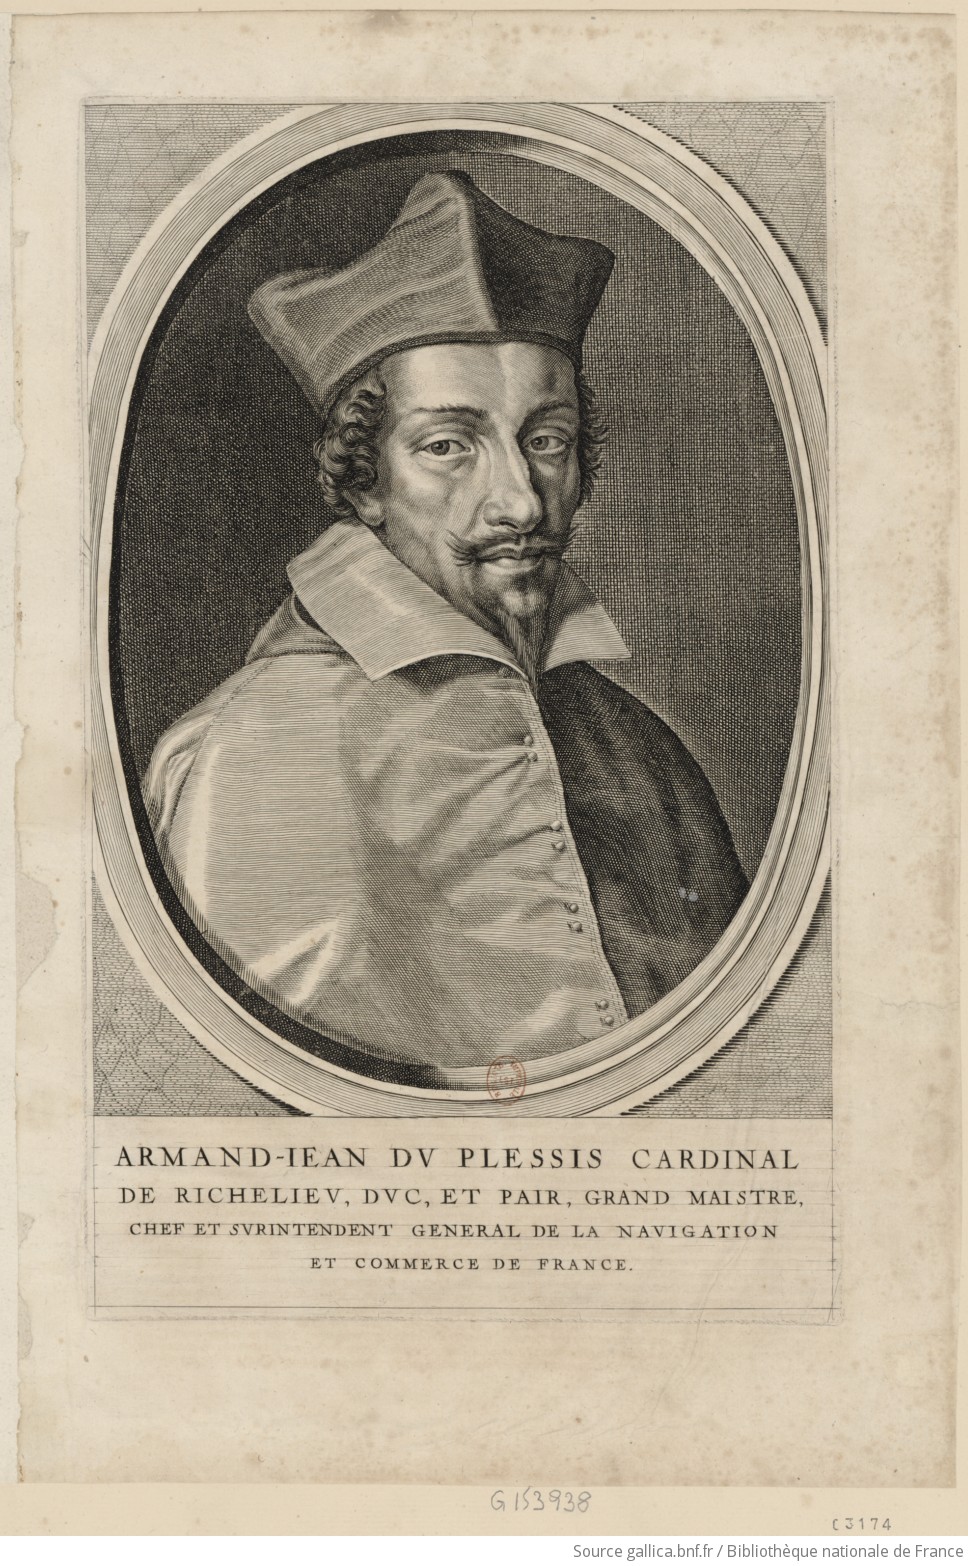 ARMAND-IEAN DV PLESSIS CARDINAL
DE RICHELIEV, DVC, ET PAIR, GRAND MAISTRE,
CHEF ET SVRINTENDENT GENERAL DE LA NAVIGATION
ET COMMERCE DE FRANCE.
G153938
C3174
Source gallica.bnf.fr / Bibliothèque nationale de France